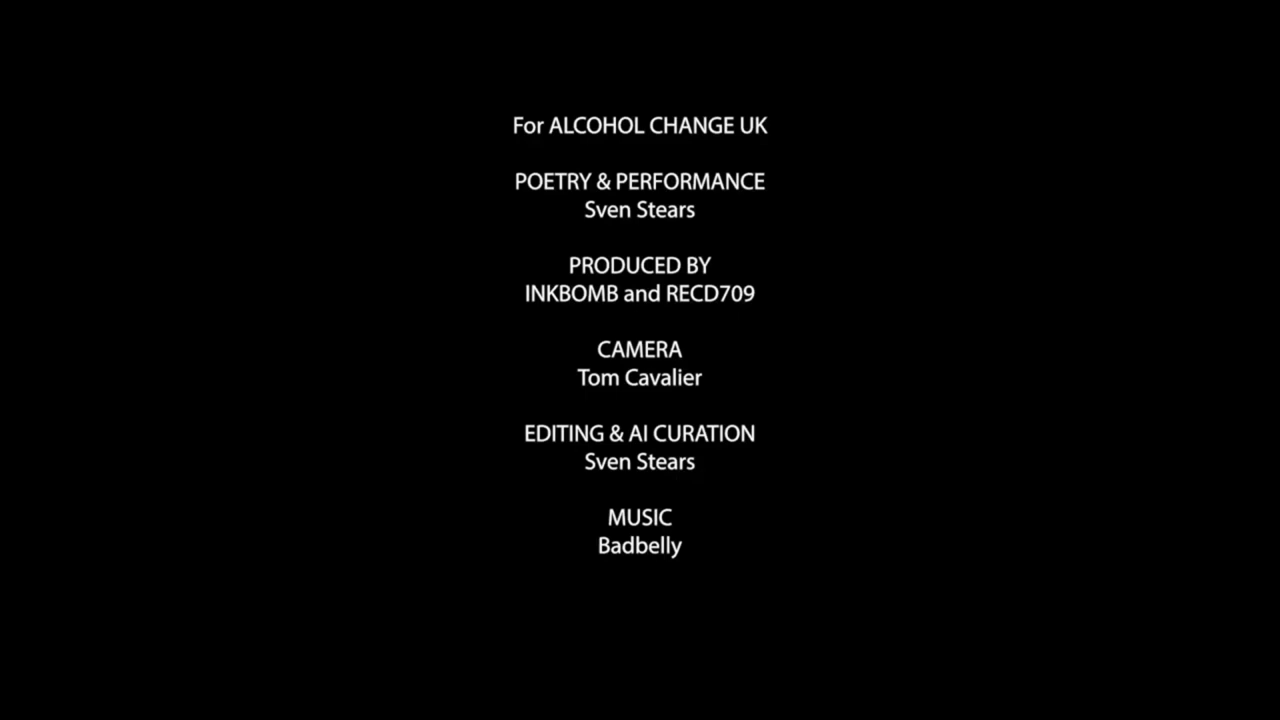 For ALCOHOL CHANGE UK
POETRY & PERFORMANCE
Sven Stears
PRODUCED BY
INKBOMB and RECD709
CAMERA
Tom Cavalier
EDITING & AI CURATION
Sven Stears
MUSIC
Badbelly